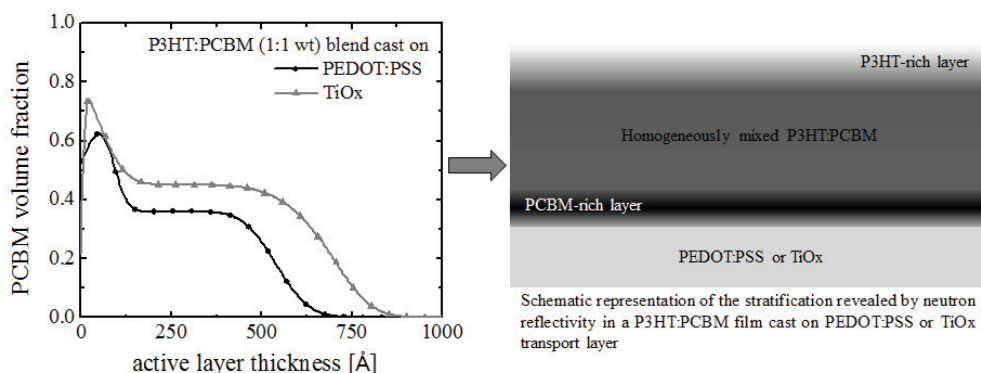 1.0
0.8
0.6
0.4
0.2
0.0
PCBM volume fraction
P3HT:PCBM (1:1 wt) blend cast on
PEDOT:PSS
TiOx
0 250 500 750 1000
active layer thickness [Å]
P3HT-rich layer
Homogeneously mixed P3HT:PCBM
PCBM-rich layer
PEDOT:PSS or TiOx
Schematic representation of the stratification revealed by neutron
reflectivity in a P3HT:PCBM film cast on PEDOT:PSS or TiOx
transport layer